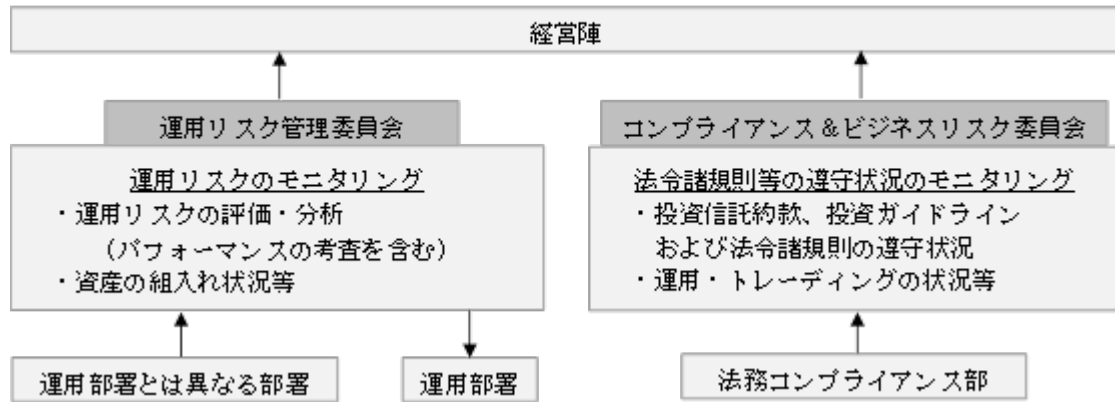 経営陣
運用リスク管理委員会
運用リスクのモニタリング
・運用リスクの評価・分析
（パフォーマンスの考査を含む）
・資産の組入れ状況等
運用部署とは異なる部署
運用部署
コンプライアンス＆ビジネスリスク委員会
法令諸規則等の遵守状況のモニタリング
・投資信託約款、投資ガイドライン
および法令諸規則の遵守状況
・運用・トレーディングの状況等
法務コンプライアンス部